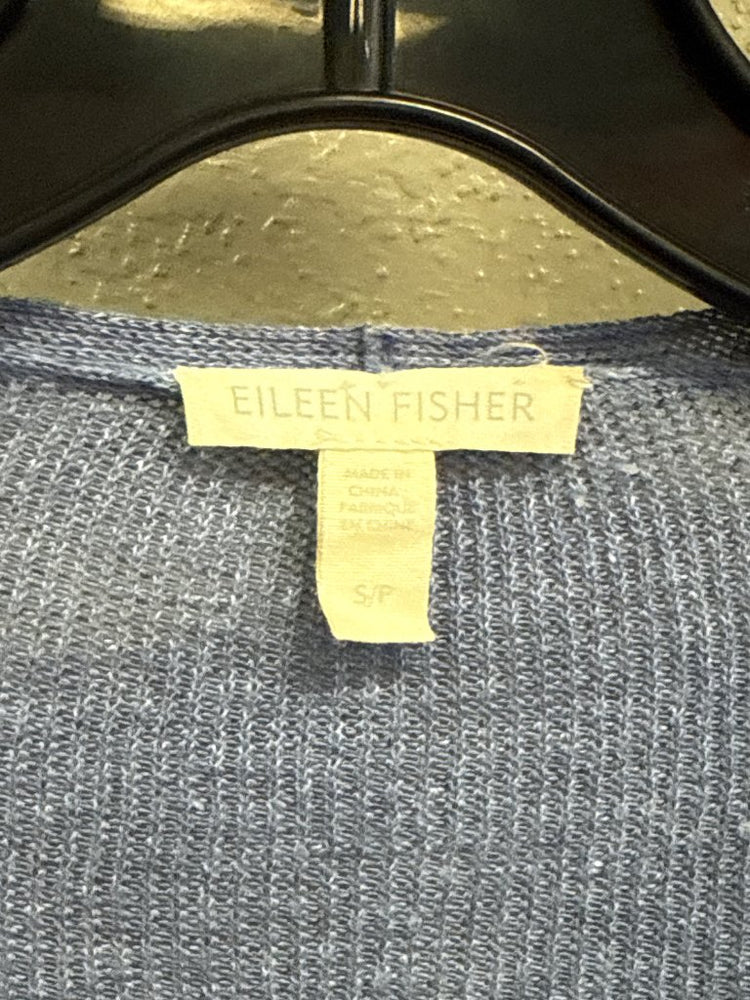 EILEEN FISHER
MADE IN
CHINA
FABRIQUÉ
EN CHINE
S/P